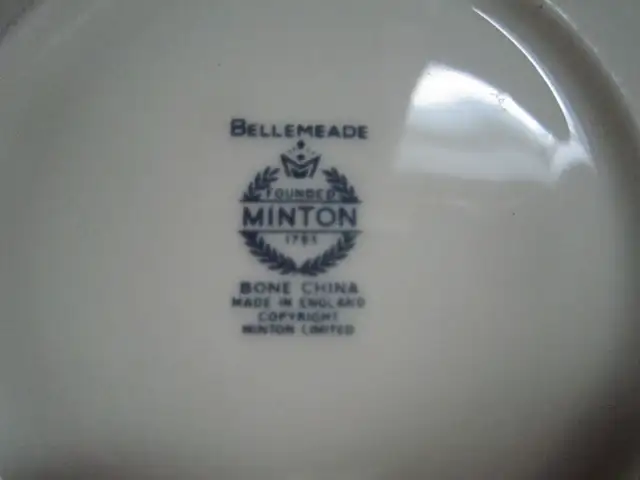 BELLEMEADE
FOUNDED
MINTON
1793
BONE CHINA
MADE IN ENGLAND
COPYRIGHT
MINTON LIMITED